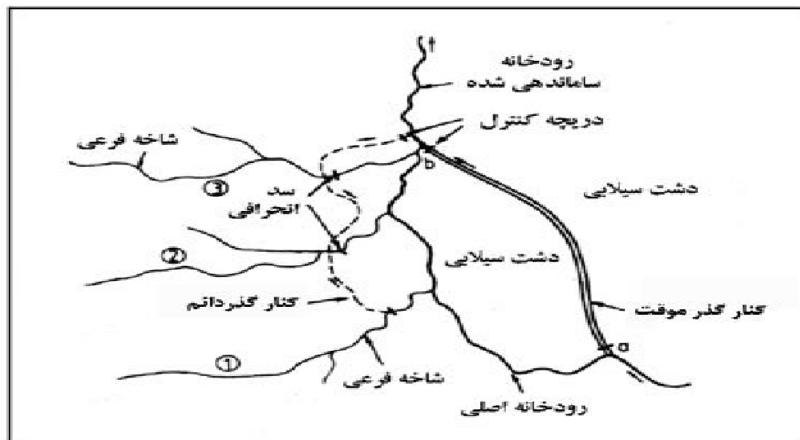 f
رودخانه
ساماندهی شده
شاخه فرعی
دریچه کنترل
b
③
سد
انحرافی
دشت سیلابی
②
دشت سیلابی
کنار گذردائم
کنار گذر موقت
①
a
شاخه فرعی
رودخانه اصلی